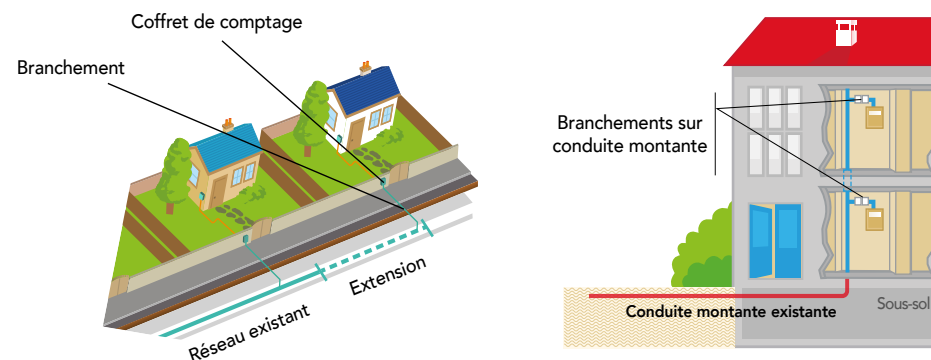 Coffret de comptage
Branchement
Extension
Réseau existant
Branchements sur
conduite montante
Conduite montante existante
Sous-sol